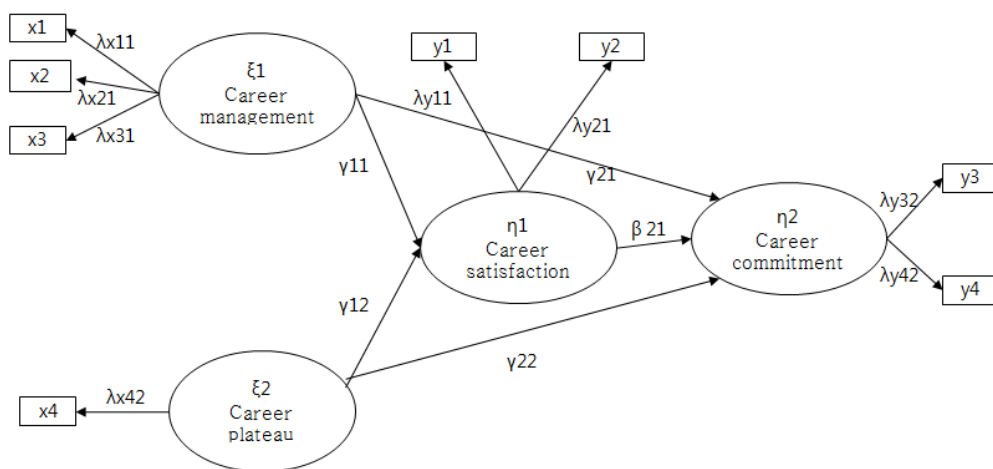 x1
λx11
x2
λx21
x3
λx31
ξ1
Career
management
y1
y2
λy11
λy21
γ11
γ21
η1
Career
satisfaction
β 21
η2
Career
commitment
y3
λy32
λy42
y4
γ12
γ22
x4
λx42
ξ2
Career
plateau